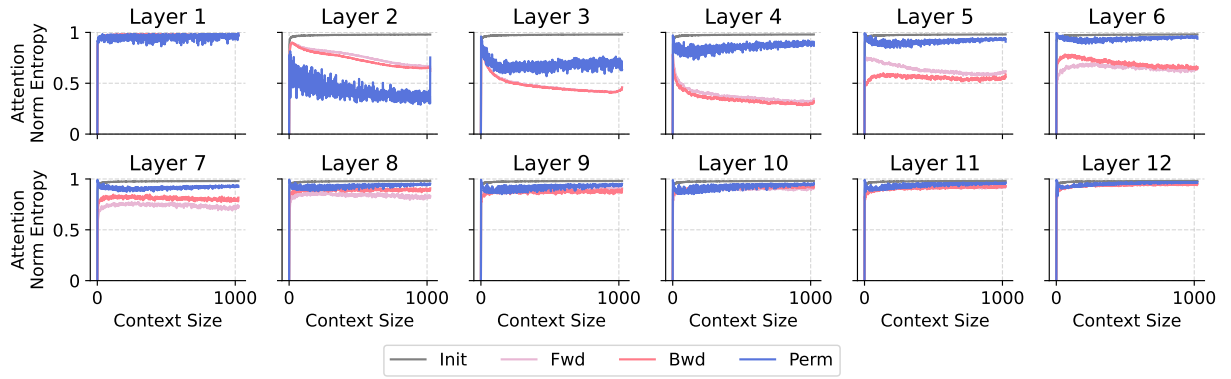 Layer 1 Layer 2 Layer 3 Layer 4 Layer 5 Layer 6
Attention
Norm Entropy
1
0.5
0
Layer 7 Layer 8 Layer 9 Layer 10 Layer 11 Layer 12
Attention
Norm Entropy
1
0.5
0
0 1000 0 1000 0 1000 0 1000 0 1000 0 1000
Context Size Context Size Context Size Context Size Context Size Context Size
Init Fwd Bwd Perm